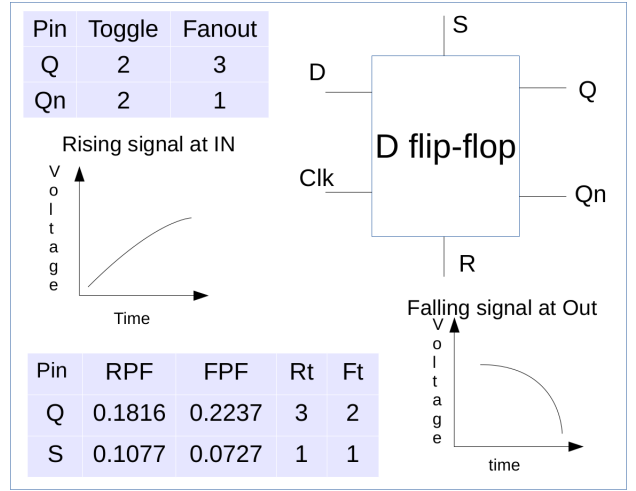 Pin Toggle Fanout
Q 2 3
Qn 2 1
S
D
Q
D flip-flop
Clk
Qn
R
Rising signal at IN
Voltage
Time
Falling signal at Out
Voltage
time
Pin RPF FPF Rt Ft
Q 0.1816 0.2237 3 2
S 0.1077 0.0727 1 1